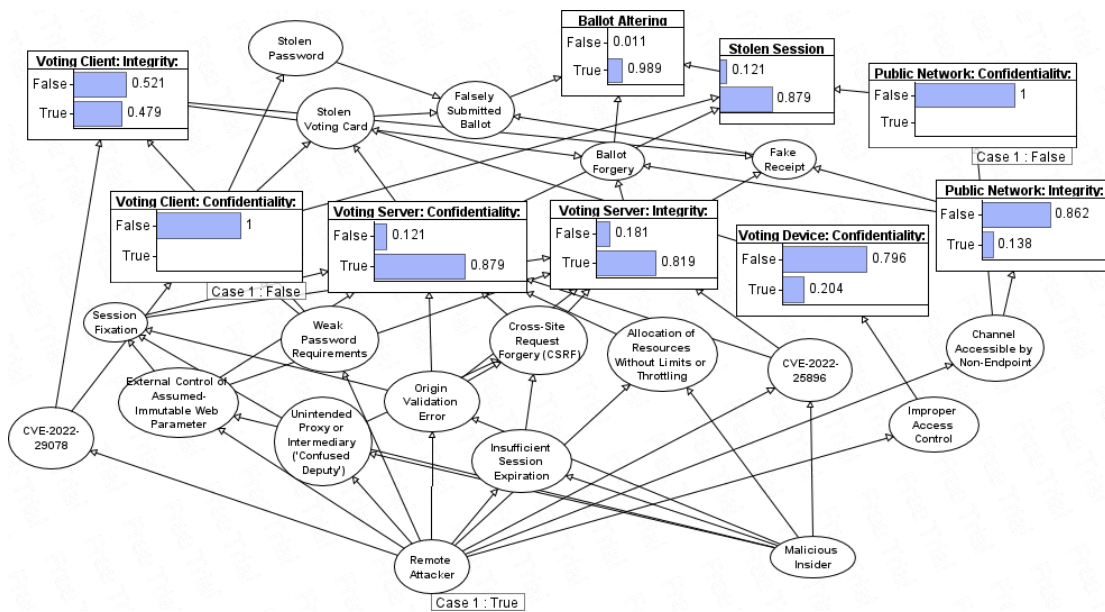 Ballot Altering
False
0.011
True
0.989
Stolen
Password
Voting Client: Integrity:
False
0.521
True
0.479
Stolen Session
0.121
0.879
Public Network: Confidentiality:
False
1
True
Case 1 : False
Falsely
Submitted
Ballot
Stolen
Voting Card
Ballot
Forgery
Fake
Receipt
Voting Client: Confidentiality:
False
1
True
Case 1 : False
Voting Server: Confidentiality:
False
0.121
True
0.879
Voting Server: Integrity:
False
0.181
True
0.819
Public Network: Integrity:
False
0.862
True
0.138
Voting Device: Confidentiality:
False
0.796
True
0.204
Session
Fixation
Weak
Password
Requirements
Cross-Site
Request
Forgery (CSRF)
Allocation of
Resources
Without Limits or
Throttling
CVE-2022-
25896
Channel
Accessible by
Non-Endpoint
External Control of
Assumed-
Immutable Web
Parameter
Origin
Validation
Error
CVE-2022-
29078
Unintended
Proxy or
Intermediary
('Confused
Deputy')
Insufficient
Session
Expiration
Improper
Access
Control
Remote
Attacker
Case 1 : True
Malicious
Insider
Free Trial